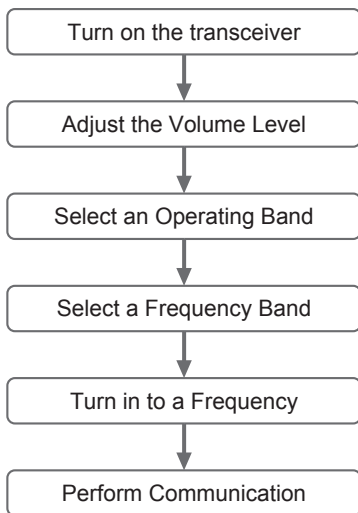 Turn on the transceiver
Adjust the Volume Level
Select an Operating Band
Select a Frequency Band
Turn in to a Frequency
Perform Communication